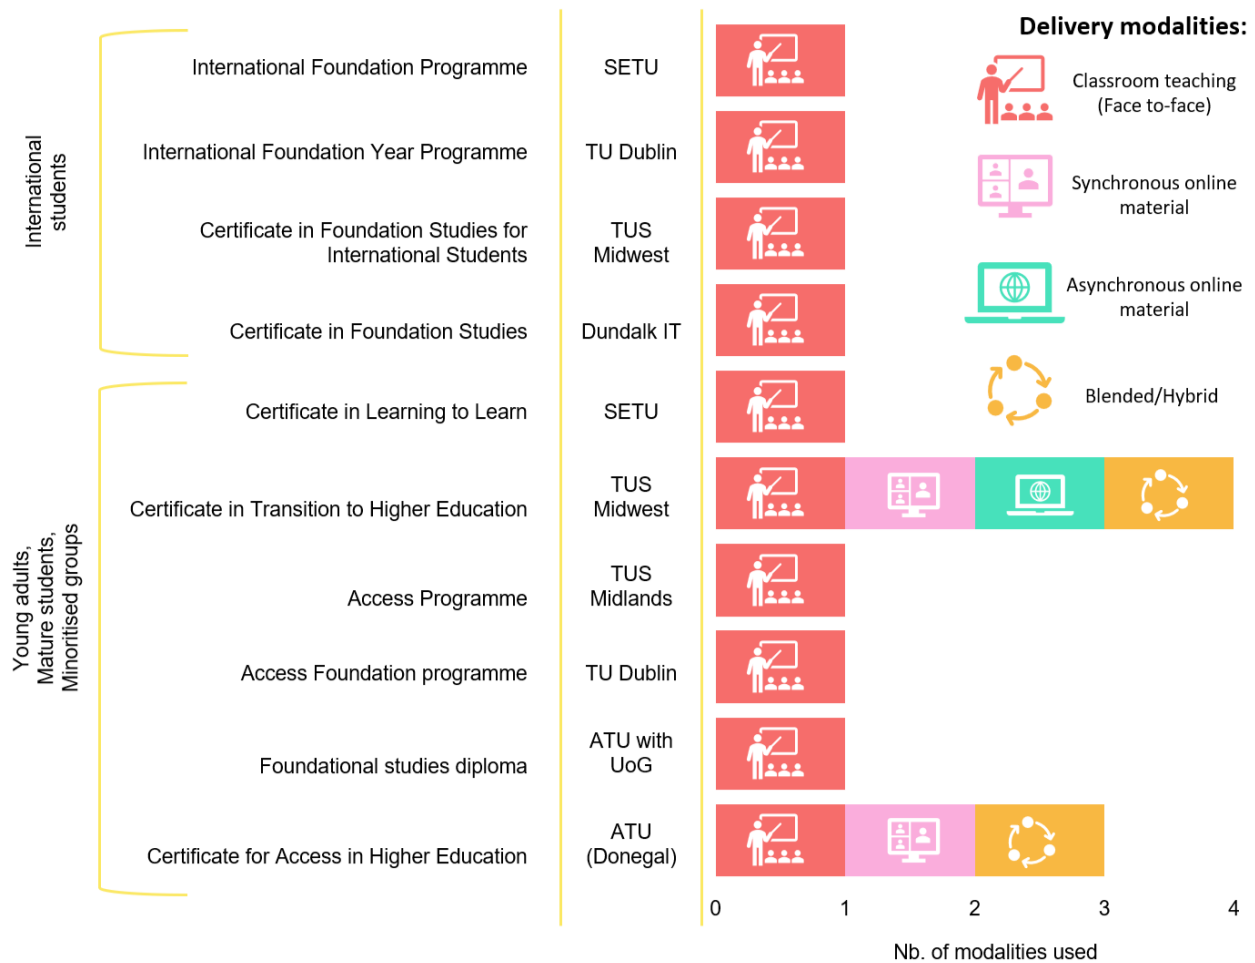 Delivery modalities:
Classroom teaching
(Face to-face)
Synchronous online
material
Asynchronous online
material
Blended/Hybrid
International
students
International Foundation Programme
SETU
International Foundation Year Programme
TU Dublin
Certificate in Foundation Studies for
International Students
TUS
Midwest
Certificate in Foundation Studies
Dundalk IT
Young adults,
Mature students,
Minoritised groups
Certificate in Learning to Learn
SETU
Certificate in Transition to Higher Education
TUS
Midwest
Access Programme
TUS
Midlands
Access Foundation programme
TU Dublin
Foundational studies diploma
ATU with
UoG
Certificate for Access in Higher Education
ATU
(Donegal)
0 1 2 3 4
Nb. of modalities used